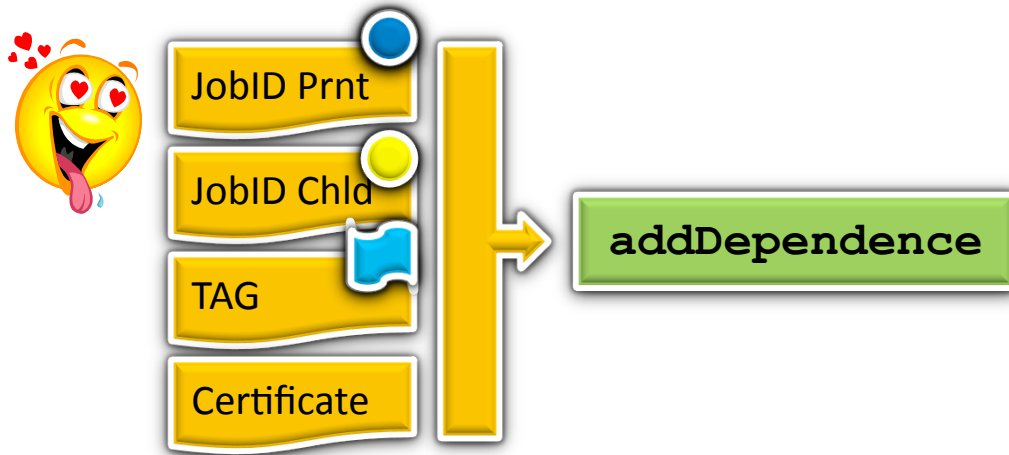 JobID Prnt
JobID Chld
TAG
Certificate
addDependence